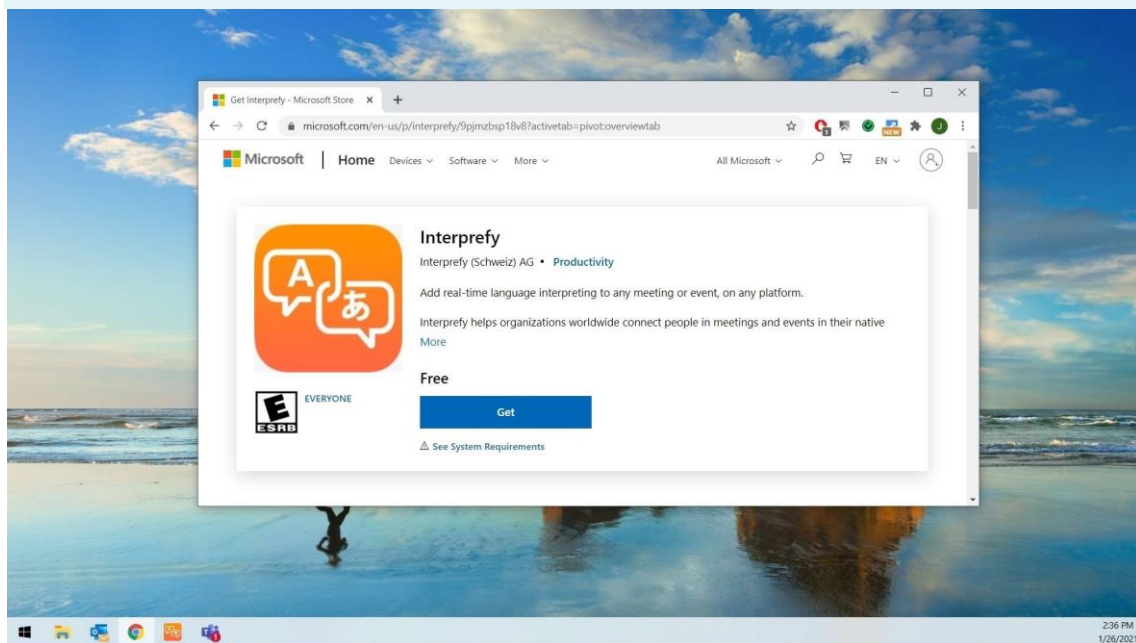 Get Interprefy - Microsoft Store
microsoft.com/en-us/p/interprefy/9pjmzbsp18v8?activetab=pivot:overviewtab
NEW
J
Microsoft | Home Devices Software More All Microsoft EN
A
あ
Interprefy
Interprefy (Schweiz) AG • Productivity
Add real-time language interpreting to any meeting or event, on any platform.
Interprefy helps organizations worldwide connect people in meetings and events in their native
More
Free
E
ESRB
EVERYONE
Get
See System Requirements
2:36 PM
1/26/2021